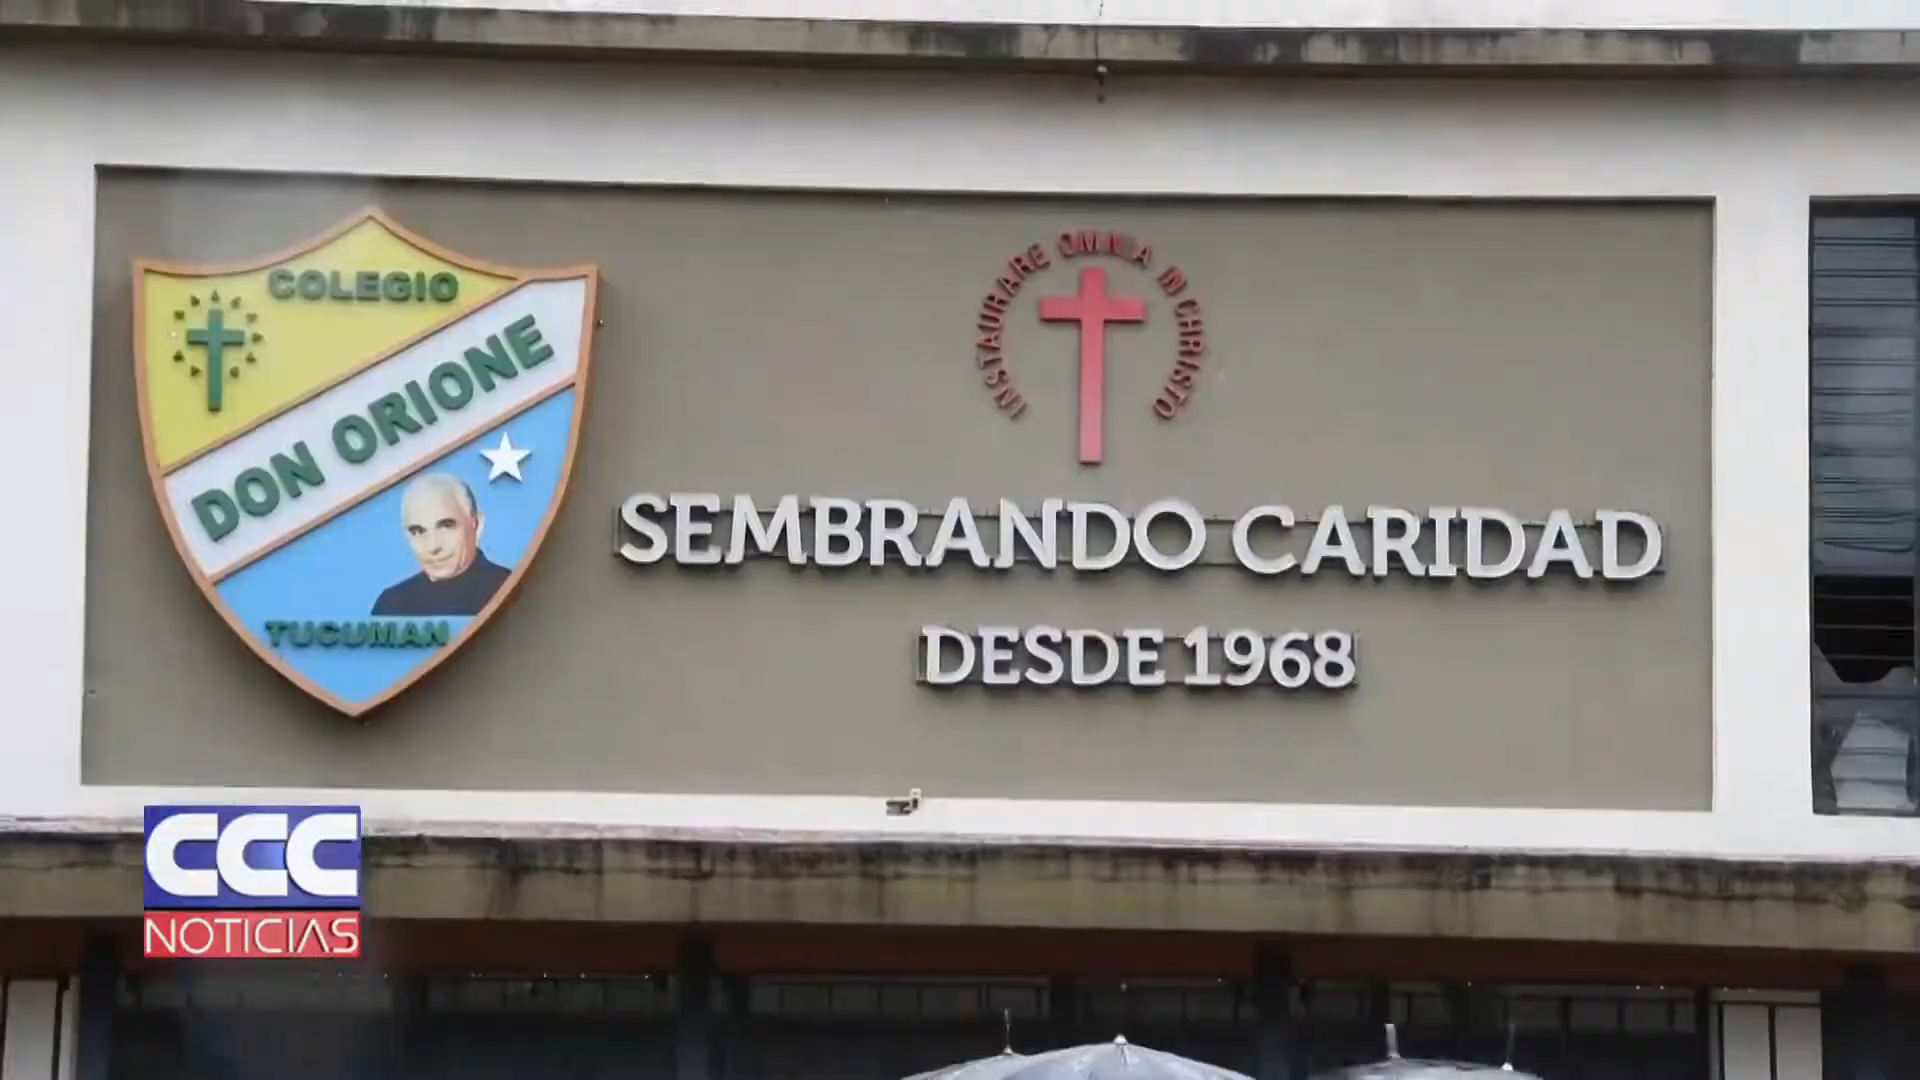 COLEGIO
DON ORIONE
TUCUMAN
INSTAURARE OMNIA IN CHRISTO
SEMBRANDO CARIDAD
DESDE 1968
CCC
NOTICIAS